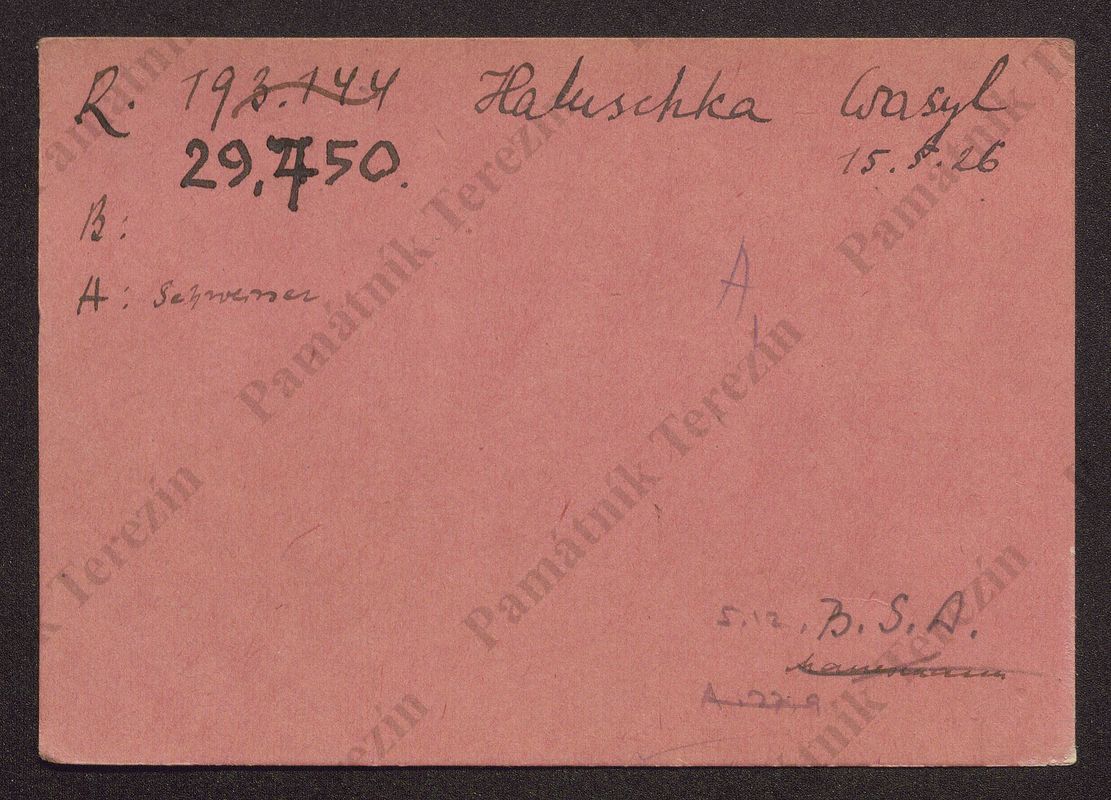 R. 193.144 Haluschka Wasyl
29.750. 15.5.26
B:
A: Schweisser
A
5.12. B.S.D.
Památník Terezín